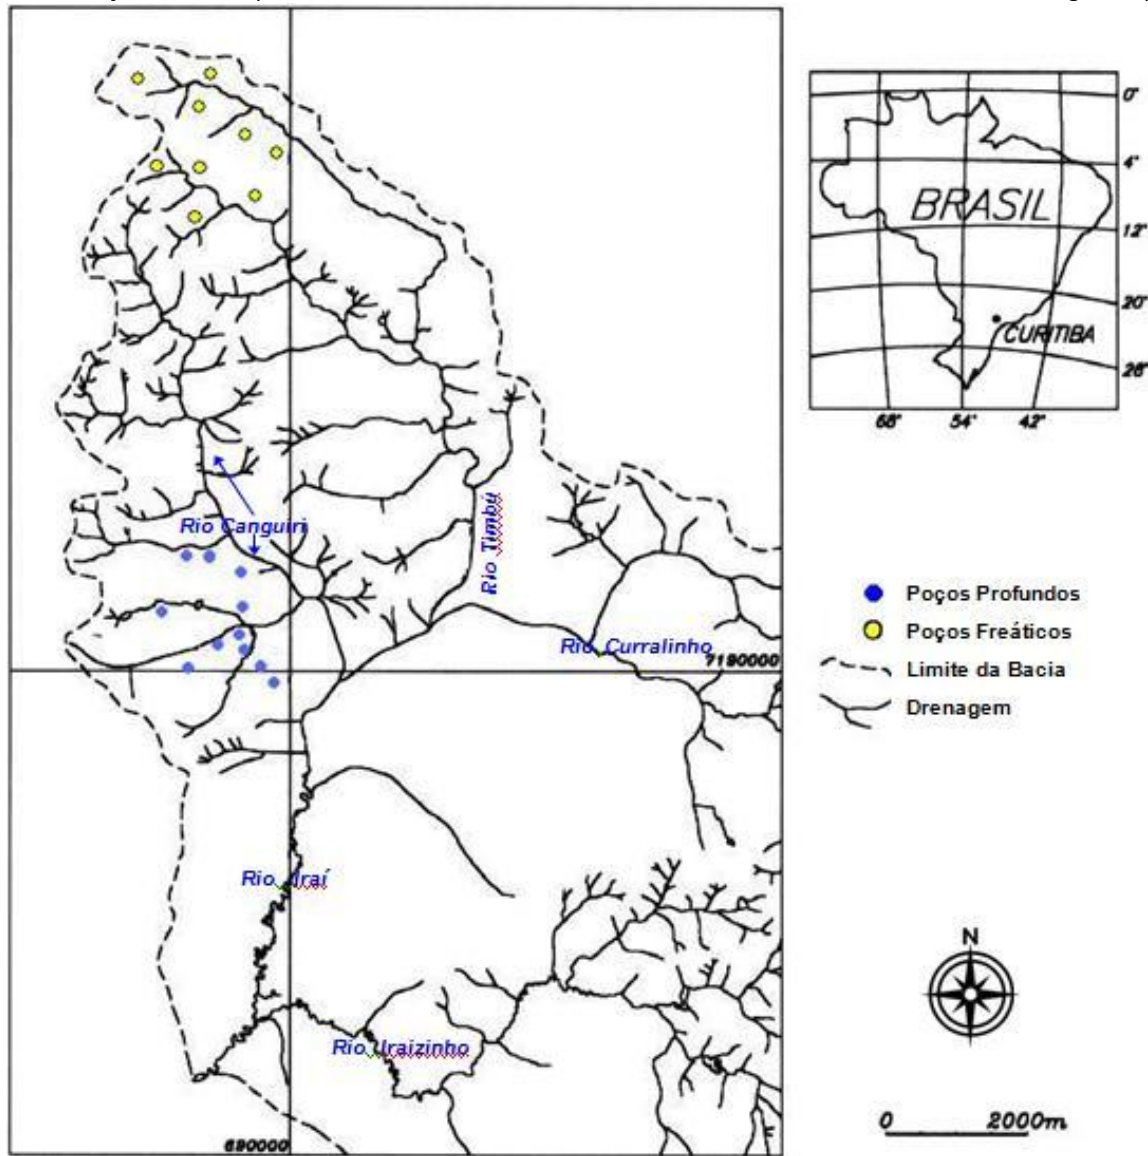 0°
4°
BRASIL
12°
20°
CURITIBA
28°
66° 54° 42°
Rio Canguiri
Rio Timbú
Poços Profundos
Poços Freáticos
Rio Curralinho
7190000
Limite da Bacia
Drenagem
Rio Iraí
N
Rio Iraizinho
0 2000m
690000